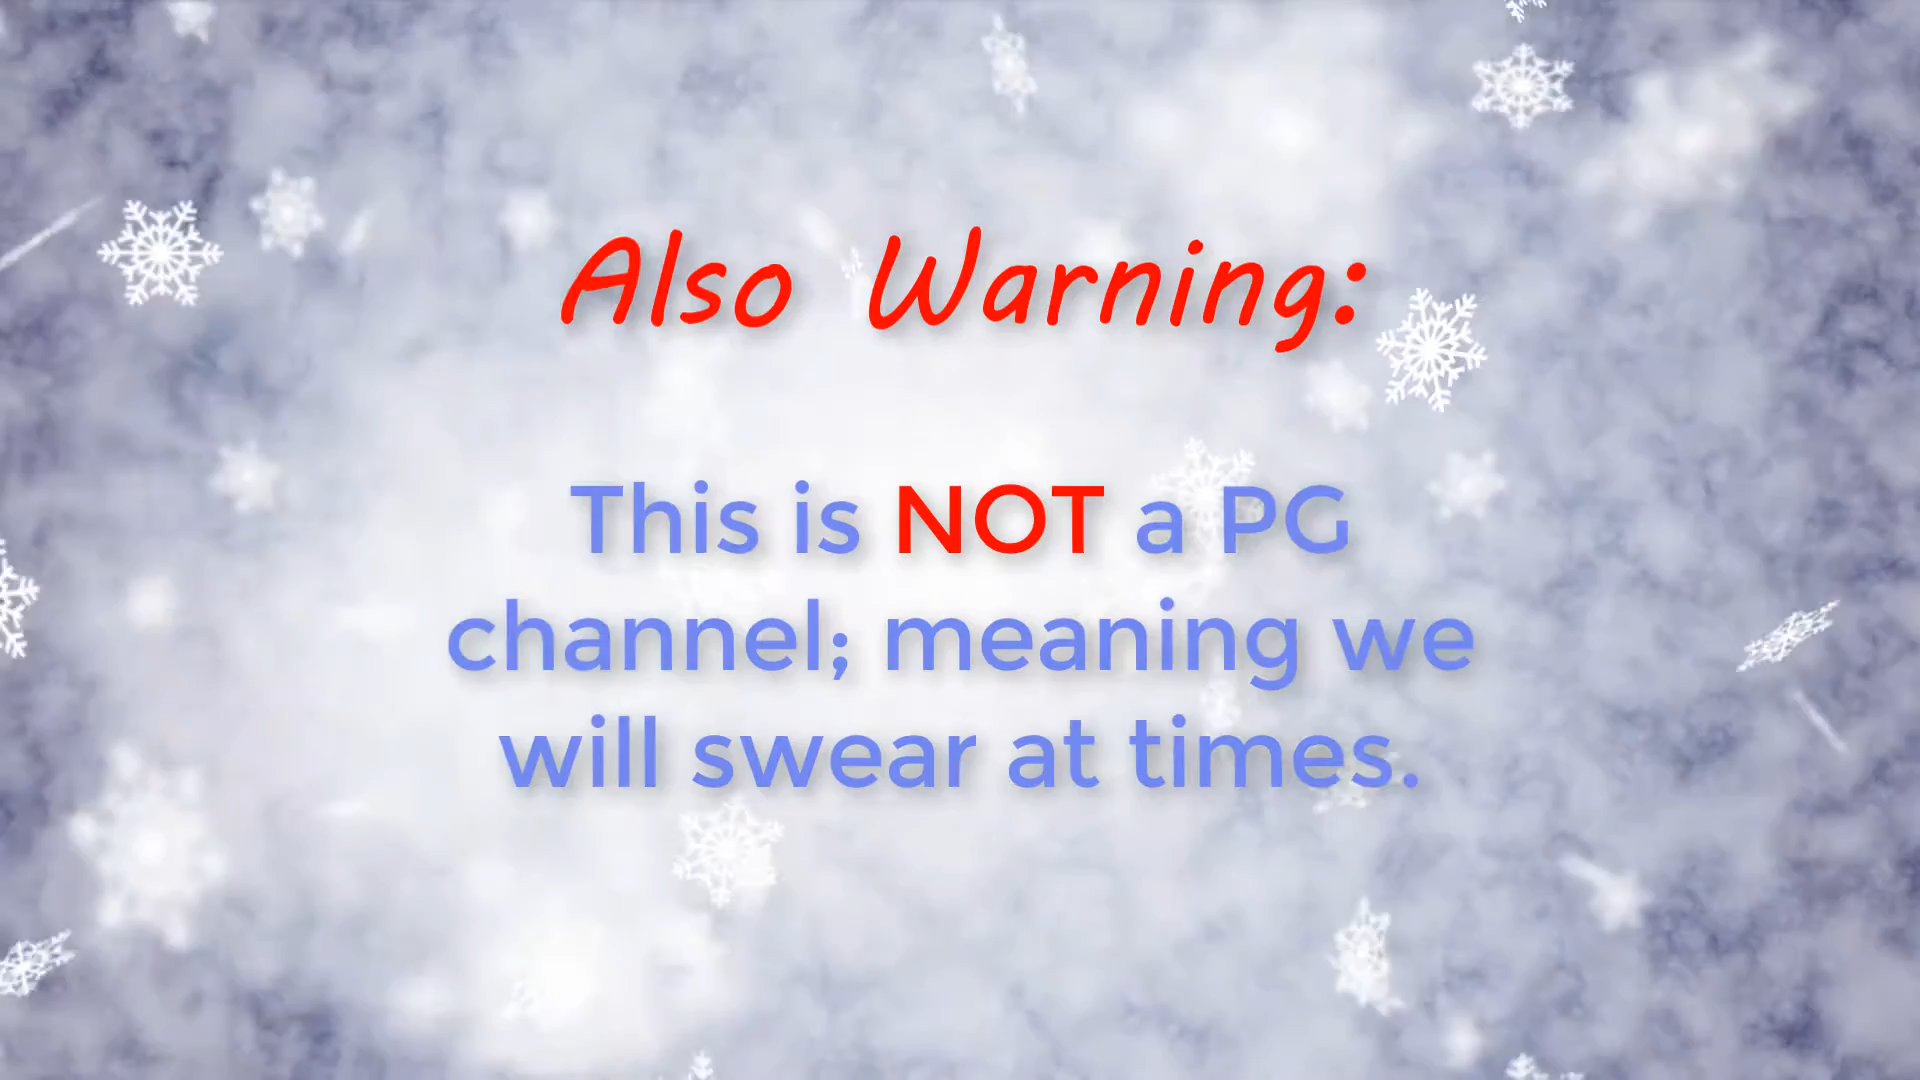 Also Warning:
This is NOT a PG
channel; meaning we
will swear at times.